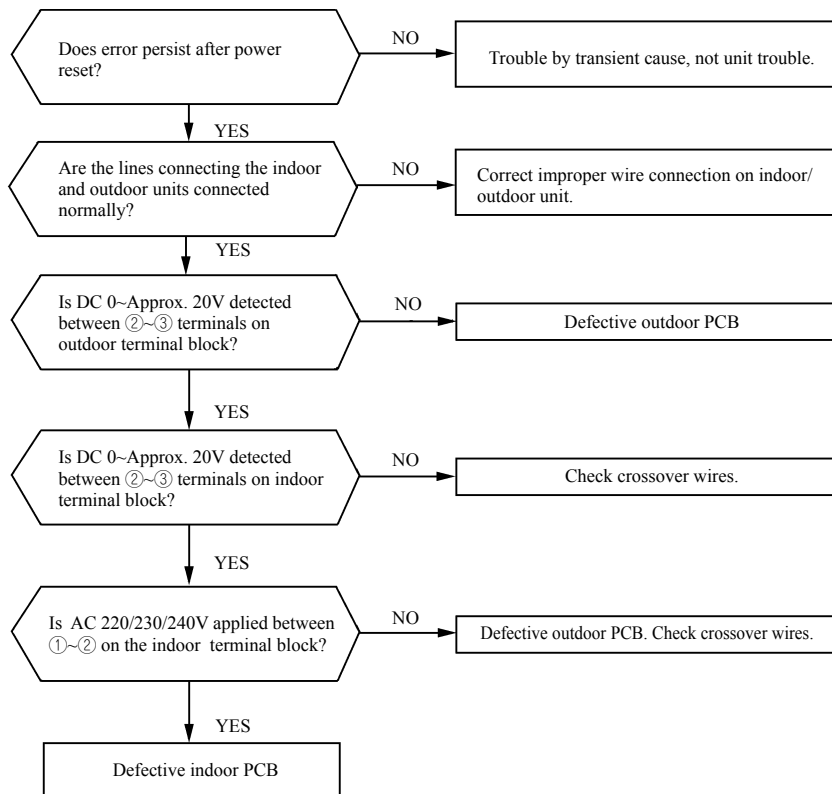 Does error persist after power
reset?
NO
Trouble by transient cause, not unit trouble.
YES
Are the lines connecting the indoor
and outdoor units connected
normally?
NO
Correct improper wire connection on indoor/
outdoor unit.
YES
Is DC 0~Approx. 20V detected
between ②~③ terminals on
outdoor terminal block?
NO
Defective outdoor PCB
YES
Is DC 0~Approx. 20V detected
between ②~③ terminals on indoor
terminal block?
NO
Check crossover wires.
YES
Is AC 220/230/240V applied between
①~② on the indoor terminal block?
NO
Defective outdoor PCB. Check crossover wires.
YES
Defective indoor PCB